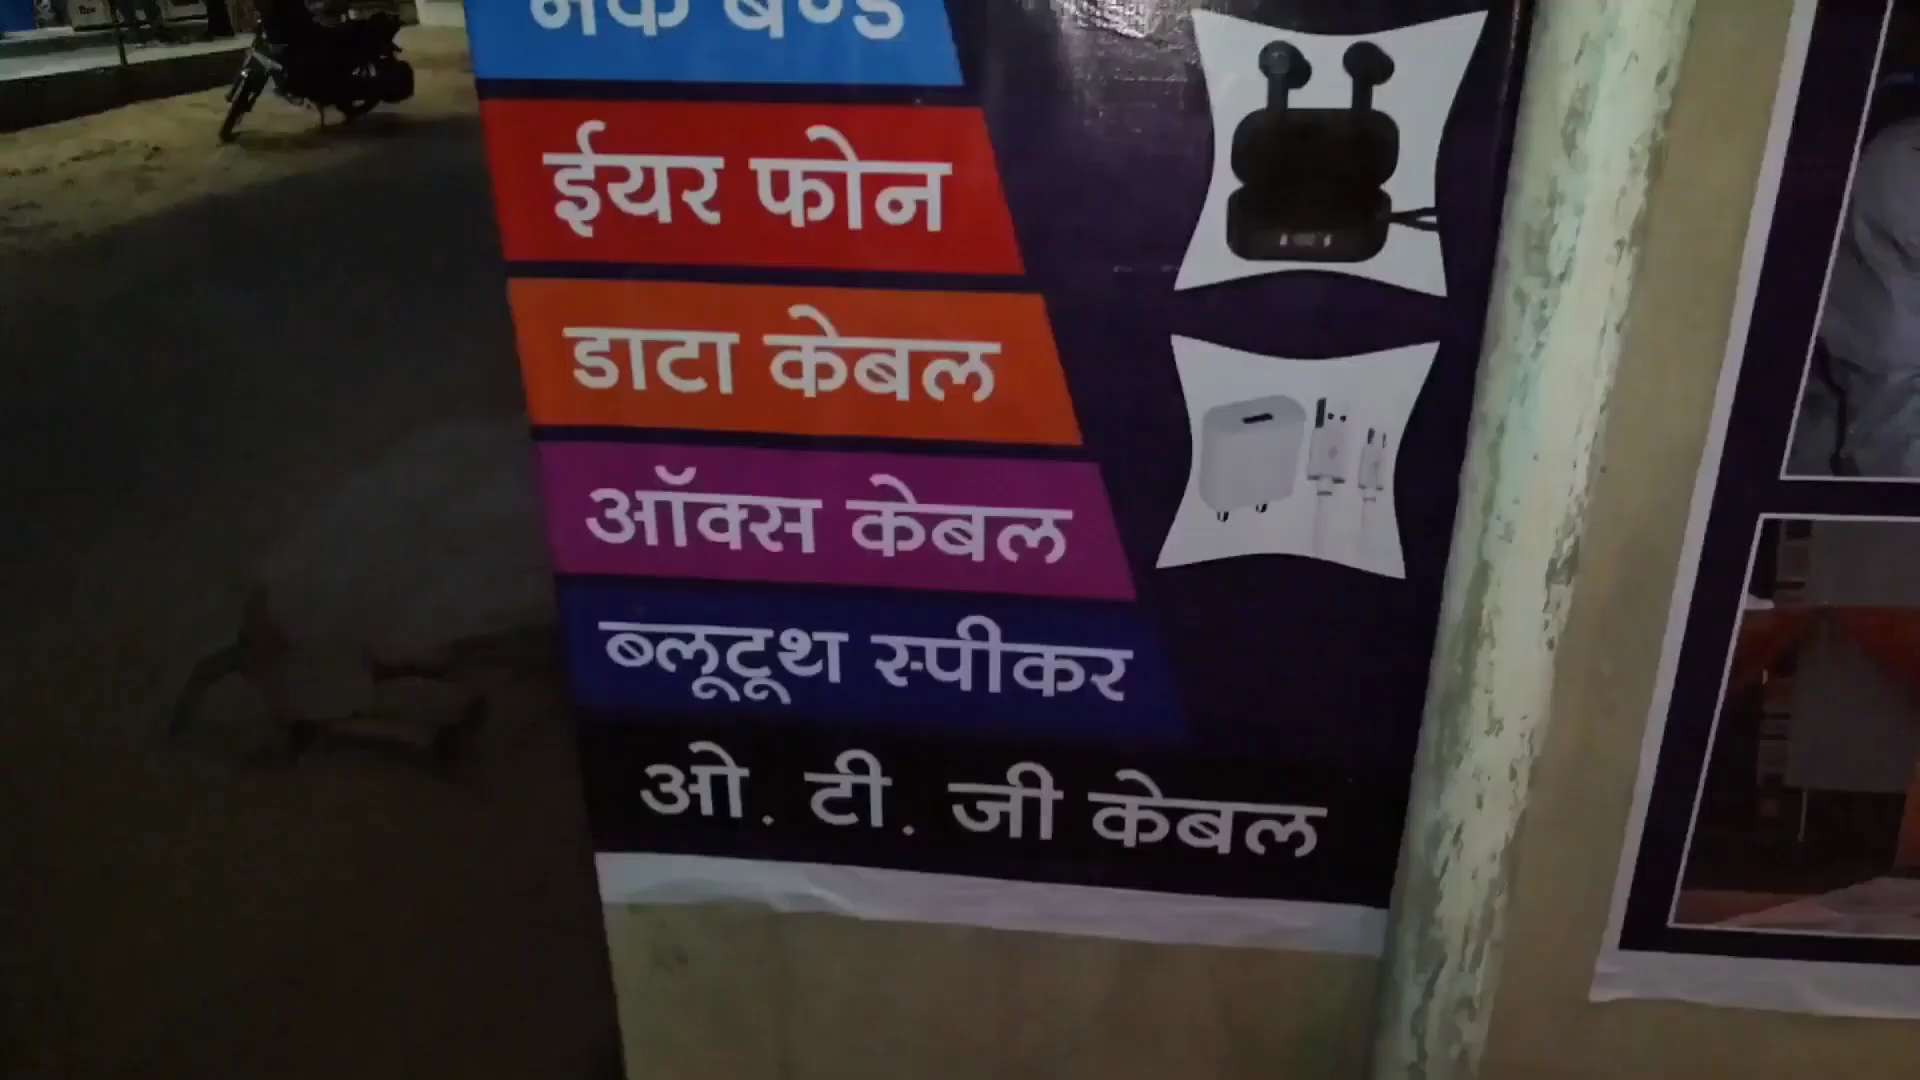 नेक बैण्ड
ईयर फोन
डाटा केबल
ऑक्स केबल
ब्लूटूथ स्पीकर
ओ. टी. जी केबल